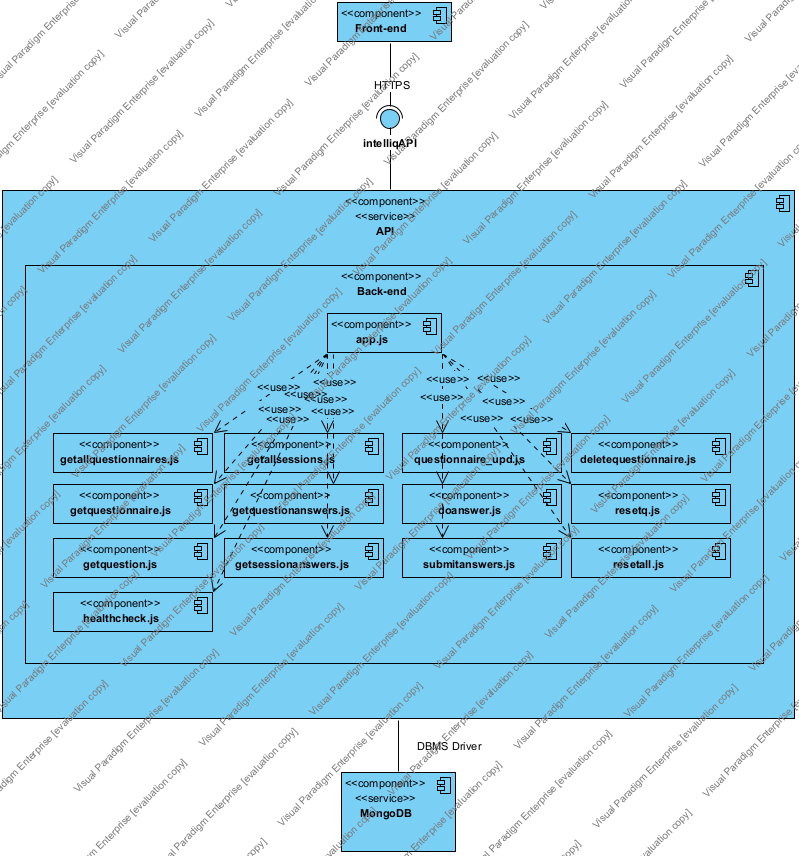 <<component>>
Front-end
HTTPS
intelliqAPI
<<component>>
<<service>>
API
<<component>>
Back-end
<<component>>
app.js
<<use>>
<<use>>
<<use>>
<<use>>
<<use>>
<<use>>
<<use>>
<<use>>
<<use>>
<<use>>
<<use>>
<<use>>
<<use>>
<<component>>
getallquestionnaires.js
<<component>>
getallsessions.js
<<component>>
questionnaire_upd.js
<<component>>
deletequestionnaire.js
<<component>>
getquestionnaire.js
<<component>>
getquestionanswers.js
<<component>>
doanswer.js
<<component>>
resetq.js
<<component>>
getquestion.js
<<component>>
getsessionanswers.js
<<component>>
submitanswers.js
<<component>>
resetall.js
<<component>>
healthcheck.js
DBMS Driver
<<component>>
<<service>>
MongoDB
Visual Paradigm Enterprise [evaluation copy]